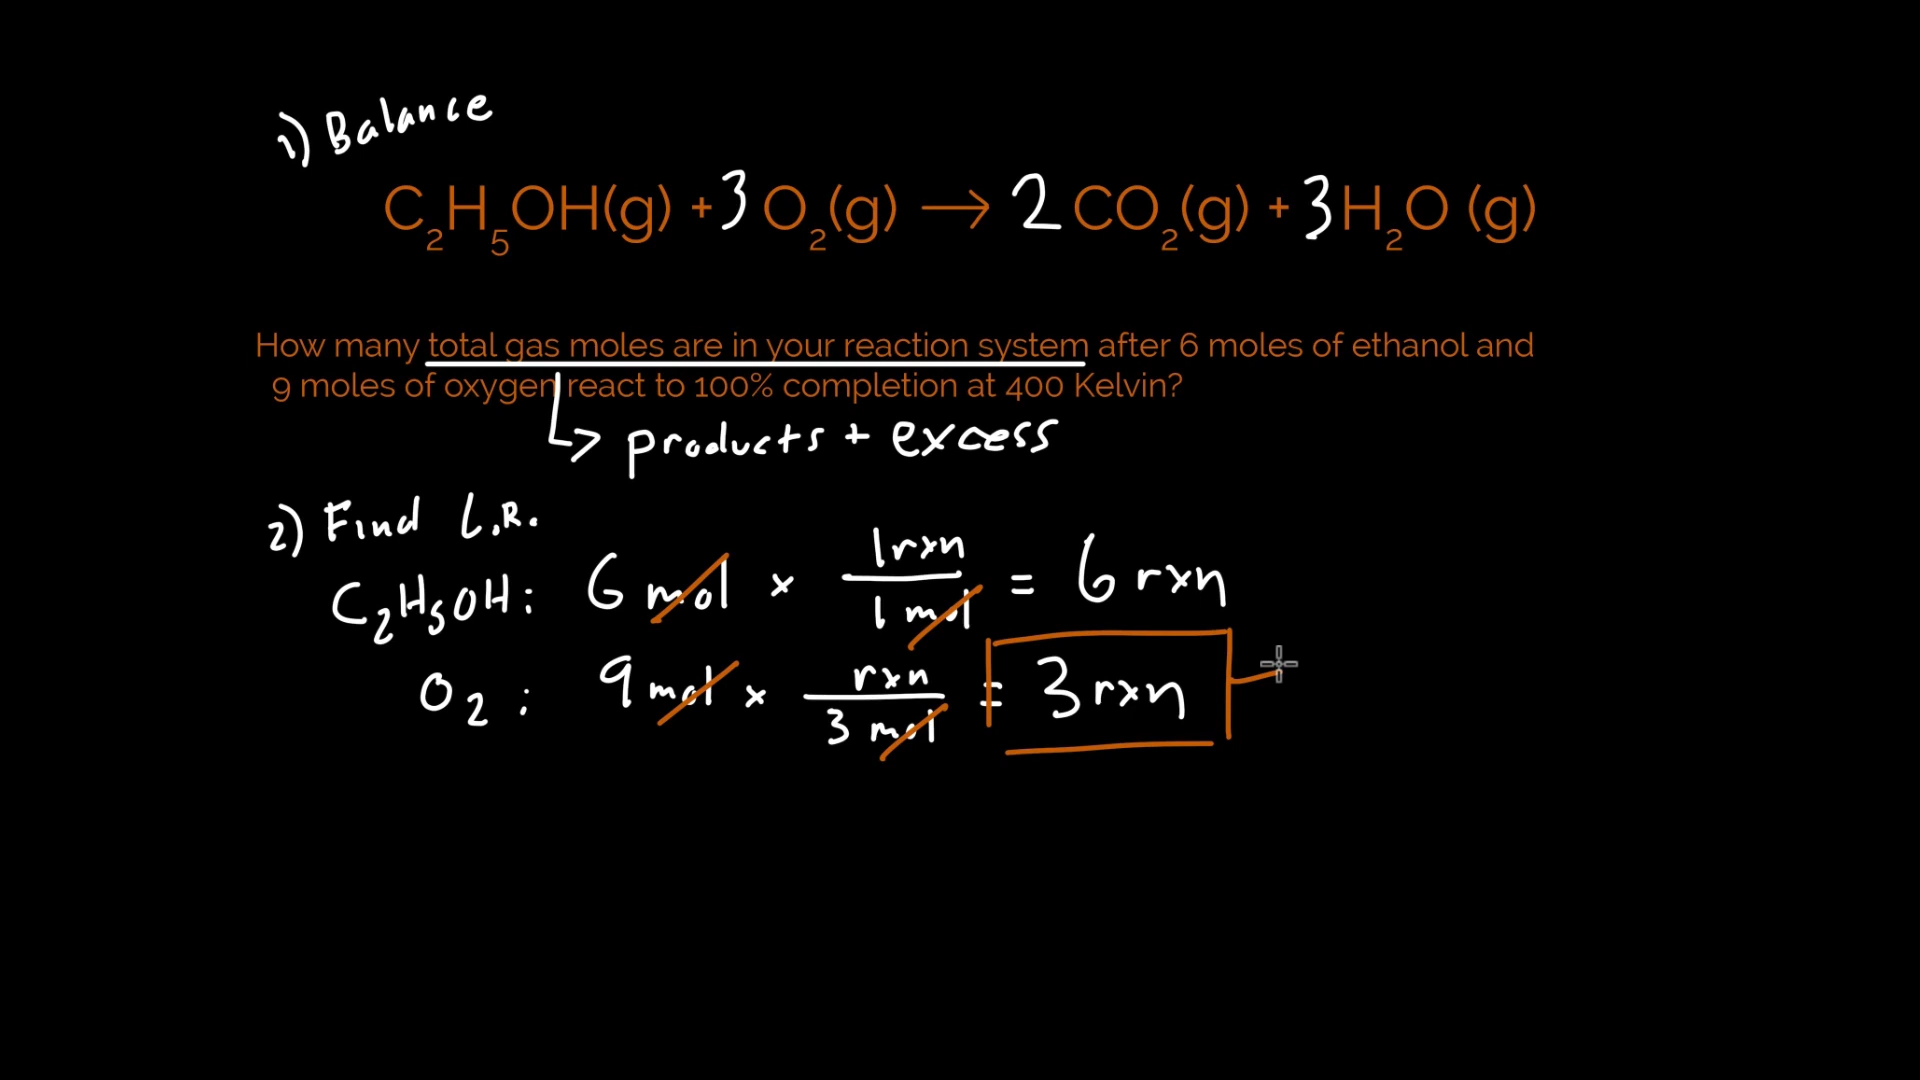 1) Balance
C₂H₅OH(g) + 3 O₂(g) → 2 CO₂(g) + 3 H₂O (g)
How many total gas moles are in your reaction system after 6 moles of ethanol and
9 moles of oxygen react to 100% completion at 400 Kelvin?
↳ products + excess
2) Find L.R.
C₂H₅OH: 6 mol × 1 rxn / 1 mol = 6 rxn
O₂: 9 mol × rxn / 3 mol = 3 rxn